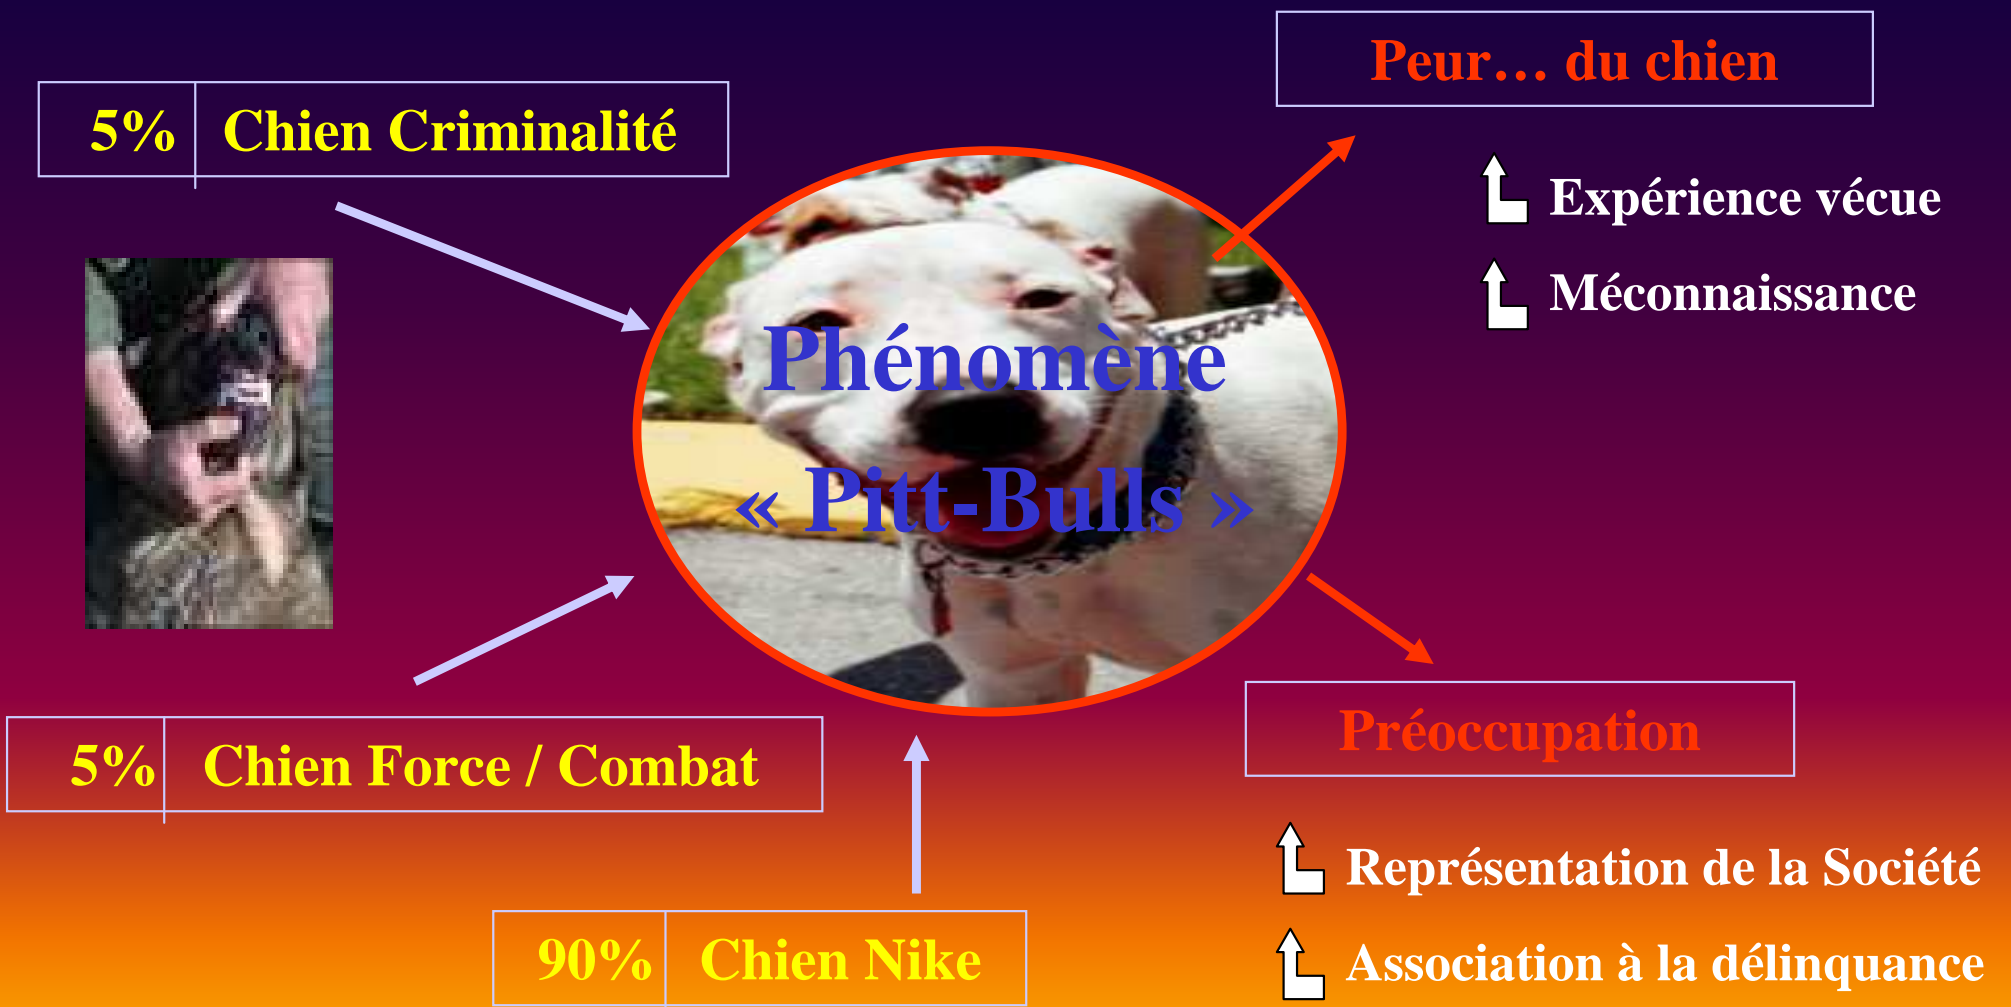 5% Chien Criminalité
Peur… du chien
Expérience vécue
Méconnaissance
Phénomène
« Pitt-Bulls »
5% Chien Force / Combat
90% Chien Nike
Préoccupation
Représentation de la Société
Association à la délinquance